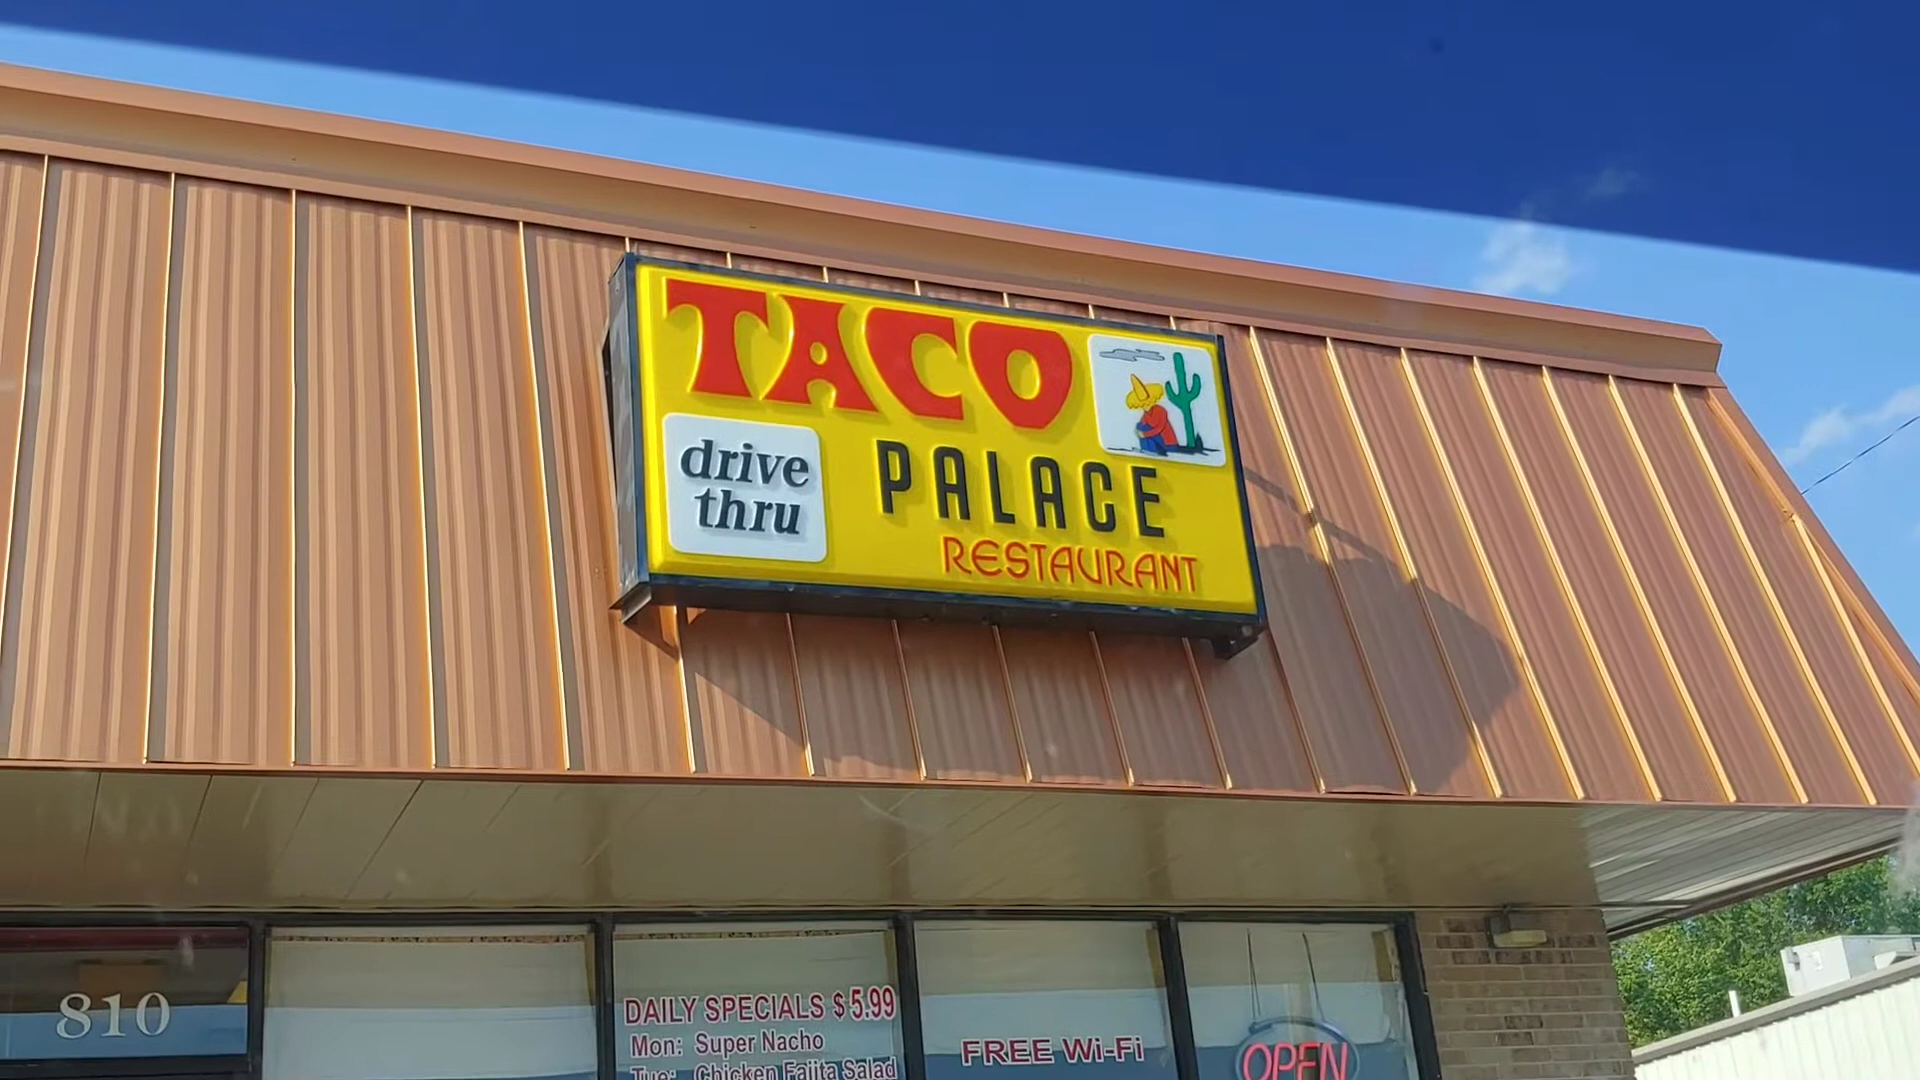 TACO
drive
thru
PALACE
RESTAURANT
810
DAILY SPECIALS $5.99
Mon: Super Nacho
Tue: Chicken Fajita Salad
FREE Wi-Fi
OPEN